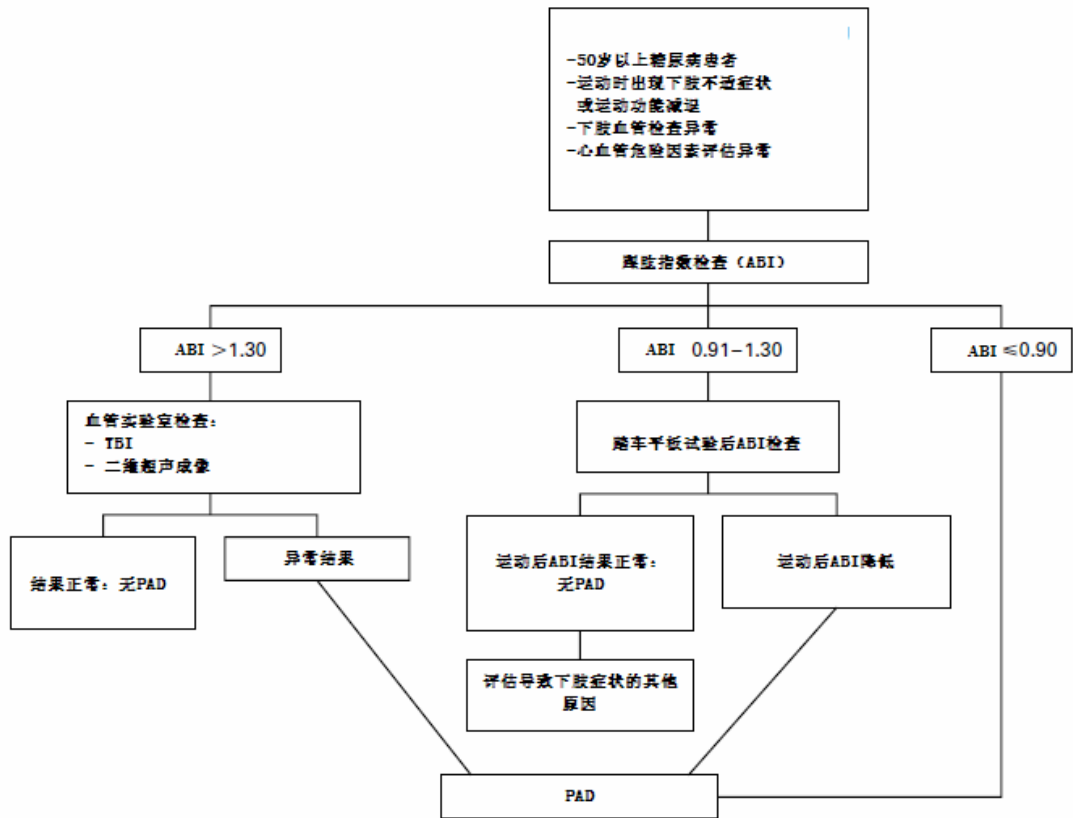 -50岁以上糖尿病患者
-运动时出现下肢不适症状
或运动功能减退
-下肢血管检查异常
-心血管危险因素评估异常
踝肱指数检查（ABI）
ABI >1.30
ABI 0.91-1.30
ABI ≤0.90
血管实验室检查：
- TBI
- 二维超声成像
踏车平板试验后ABI检查
结果正常：无PAD
异常结果
运动后ABI结果正常：
无PAD
运动后ABI降低
评估导致下肢症状的其他
原因
PAD